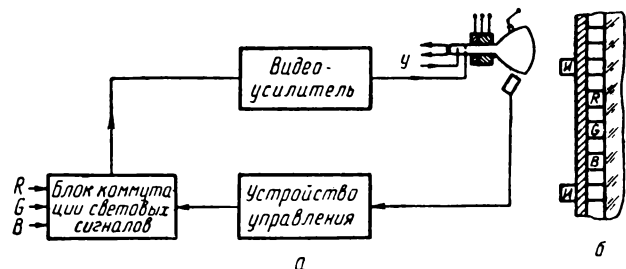 Видео-
усилитель
У
R
G
B
Блок коммута-
ции световых
сигналов
Устройство
управления
а
И
R
G
B
И
б